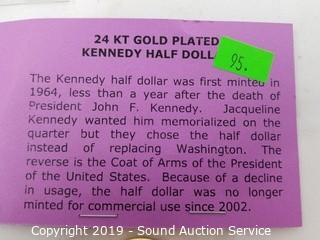 24 KT GOLD PLATED
KENNEDY HALF DOLLA
95.
The Kennedy half dollar was first minted in
1964, less than a year after the death of
President John F. Kennedy. Jacqueline
Kennedy wanted him memorialized on the
quarter but they chose the half dollar
instead of replacing Washington. The
reverse is the Coat of Arms of the President
of the United States. Because of a decline
in usage, the half dollar was no longer
minted for commercial use since 2002.
Copyright 2019 - Sound Auction Service